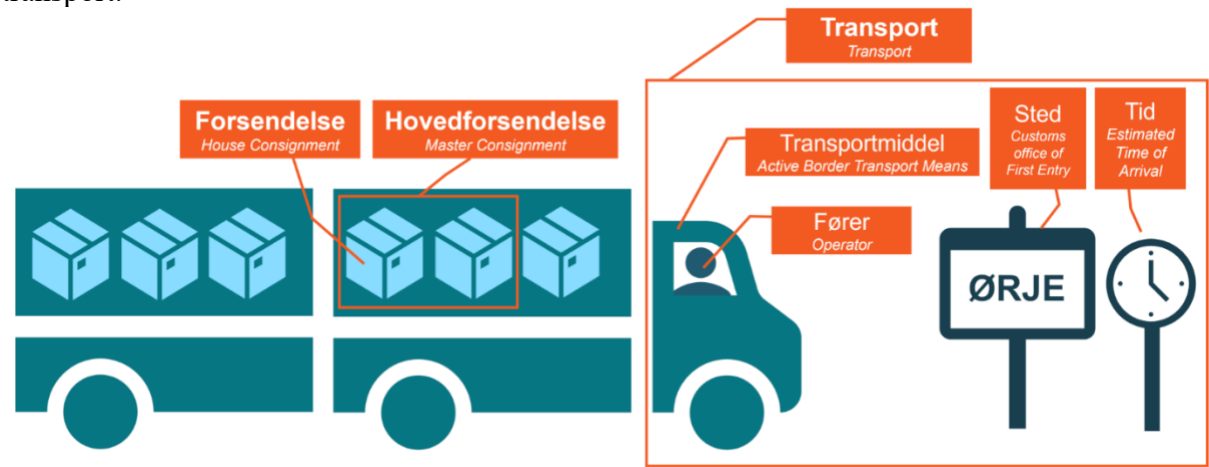 transport.
Transport
Transport
Forsendelse
House Consignment
Hovedforsendelse
Master Consignment
Transportmiddel
Active Border Transport Means
Fører
Operator
Sted
Customs
office of
First Entry
Tid
Estimated
Time of
Arrival
ØRJE